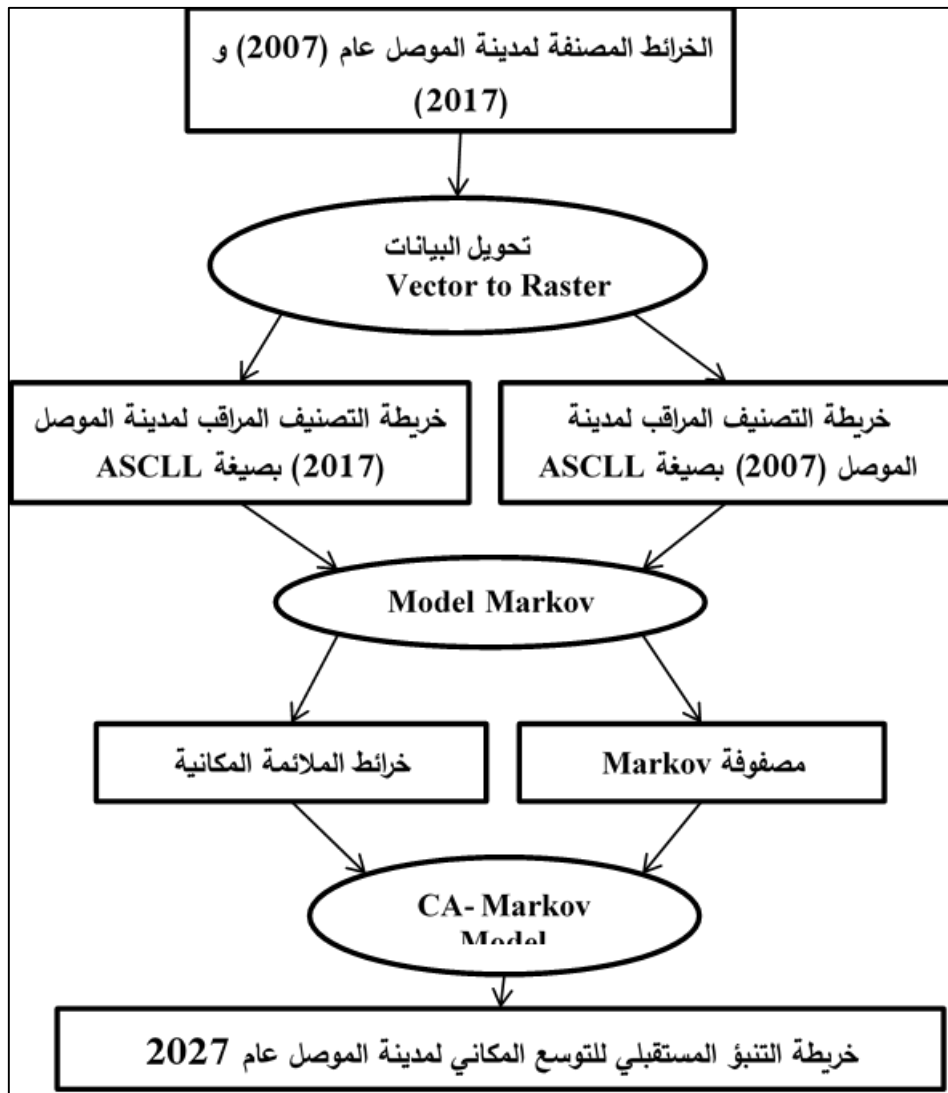 الخرائط المصنفة لمدينة الموصل عام (2007) و
(2017)
تحويل البيانات
Vector to Raster
خريطة التصنيف المراقب لمدينة
الموصل (2007) بصيغة ASCLL
خريطة التصنيف المراقب لمدينة الموصل
(2017) بصيغة ASCLL
Model Markov
مصفوفة Markov
خرائط الملائمة المكانية
CA- Markov
Model
خريطة التنبؤ المستقبلي للتوسع المكاني لمدينة الموصل عام 2027